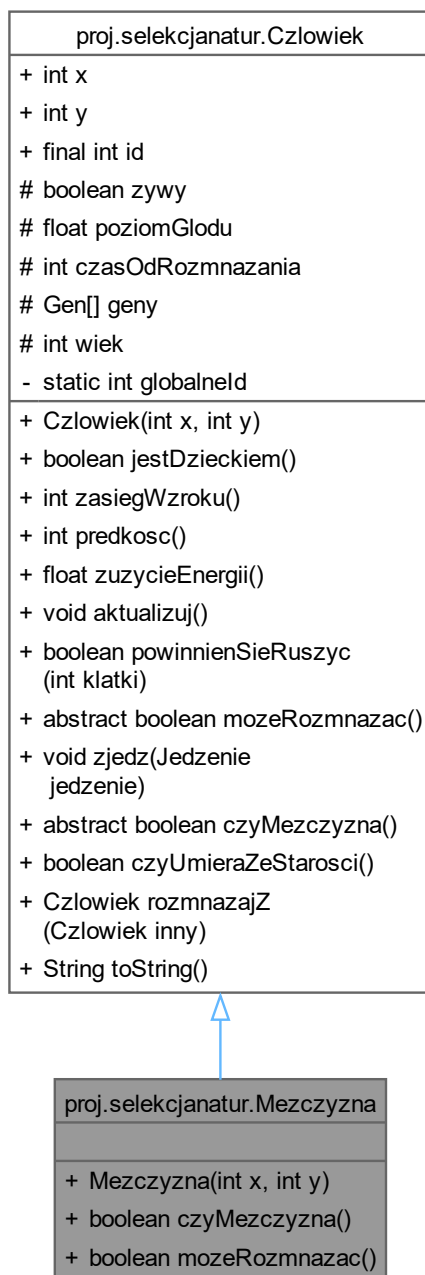 proj.selekcjanatur.Czlowiek
+ int x
+ int y
+ final int id
# boolean zywy
# float poziomGlodu
# int czasOdRozmnazania
# Gen[] geny
# int wiek
- static int globalneId
+ Czlowiek(int x, int y)
+ boolean jestDzieckiem()
+ int zasiegWzroku()
+ int predkosc()
+ float zuzycieEnergii()
+ void aktualizuj()
+ boolean powinnienSieRuszyc
(int klatki)
+ abstract boolean mozeRozmnazac()
+ void zjedz(Jedzenie
jedzenie)
+ abstract boolean czyMezczyzna()
+ boolean czyUmieraZeStarosci()
+ Czlowiek rozmnazajZ
(Czlowiek inny)
+ String toString()
proj.selekcjanatur.Mezczyzna
+ Mezczyzna(int x, int y)
+ boolean czyMezczyzna()
+ boolean mozeRozmnazac()